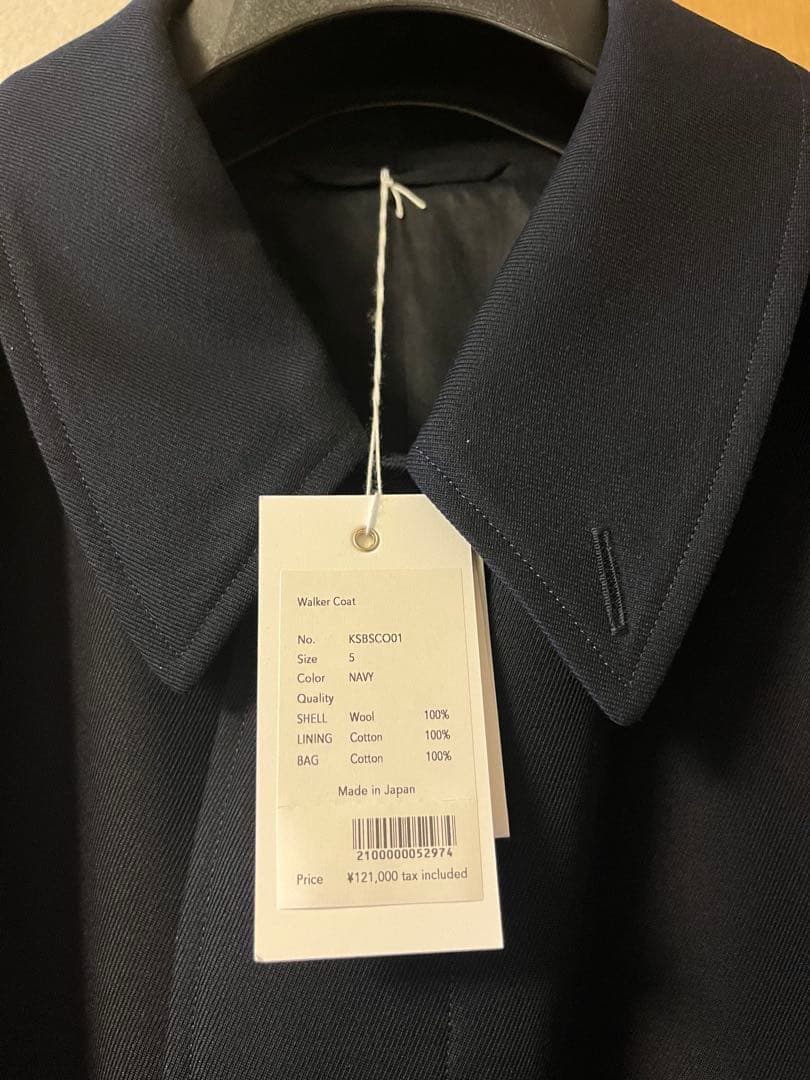 Walker Coat
No. KSBSCO01
Size 5
Color NAVY
Quality
SHELL Wool 100%
LINING Cotton 100%
BAG Cotton 100%
Made in Japan
2100000052974
Price ¥121,000 tax included